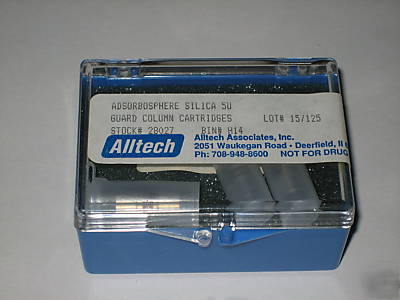 ADSORBOSPHERE SILICA 5U
GUARD COLUMN CARTRIDGES LOT# 15/125
STOCK# 28027 BIN# H14
Alltech
Alltech Associates, Inc.
2051 Waukegan Road • Deerfield, Il
Ph: 708-948-8600 NOT FOR DRUG